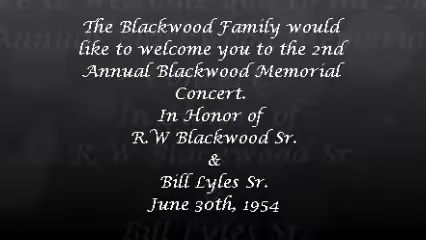 The Blackwood Family would
like to welcome you to the 2nd
Annual Blackwood Memorial
Concert.
In Honor of
R.W Blackwood Sr.
&
Bill Lyles Sr.
June 30th, 1954